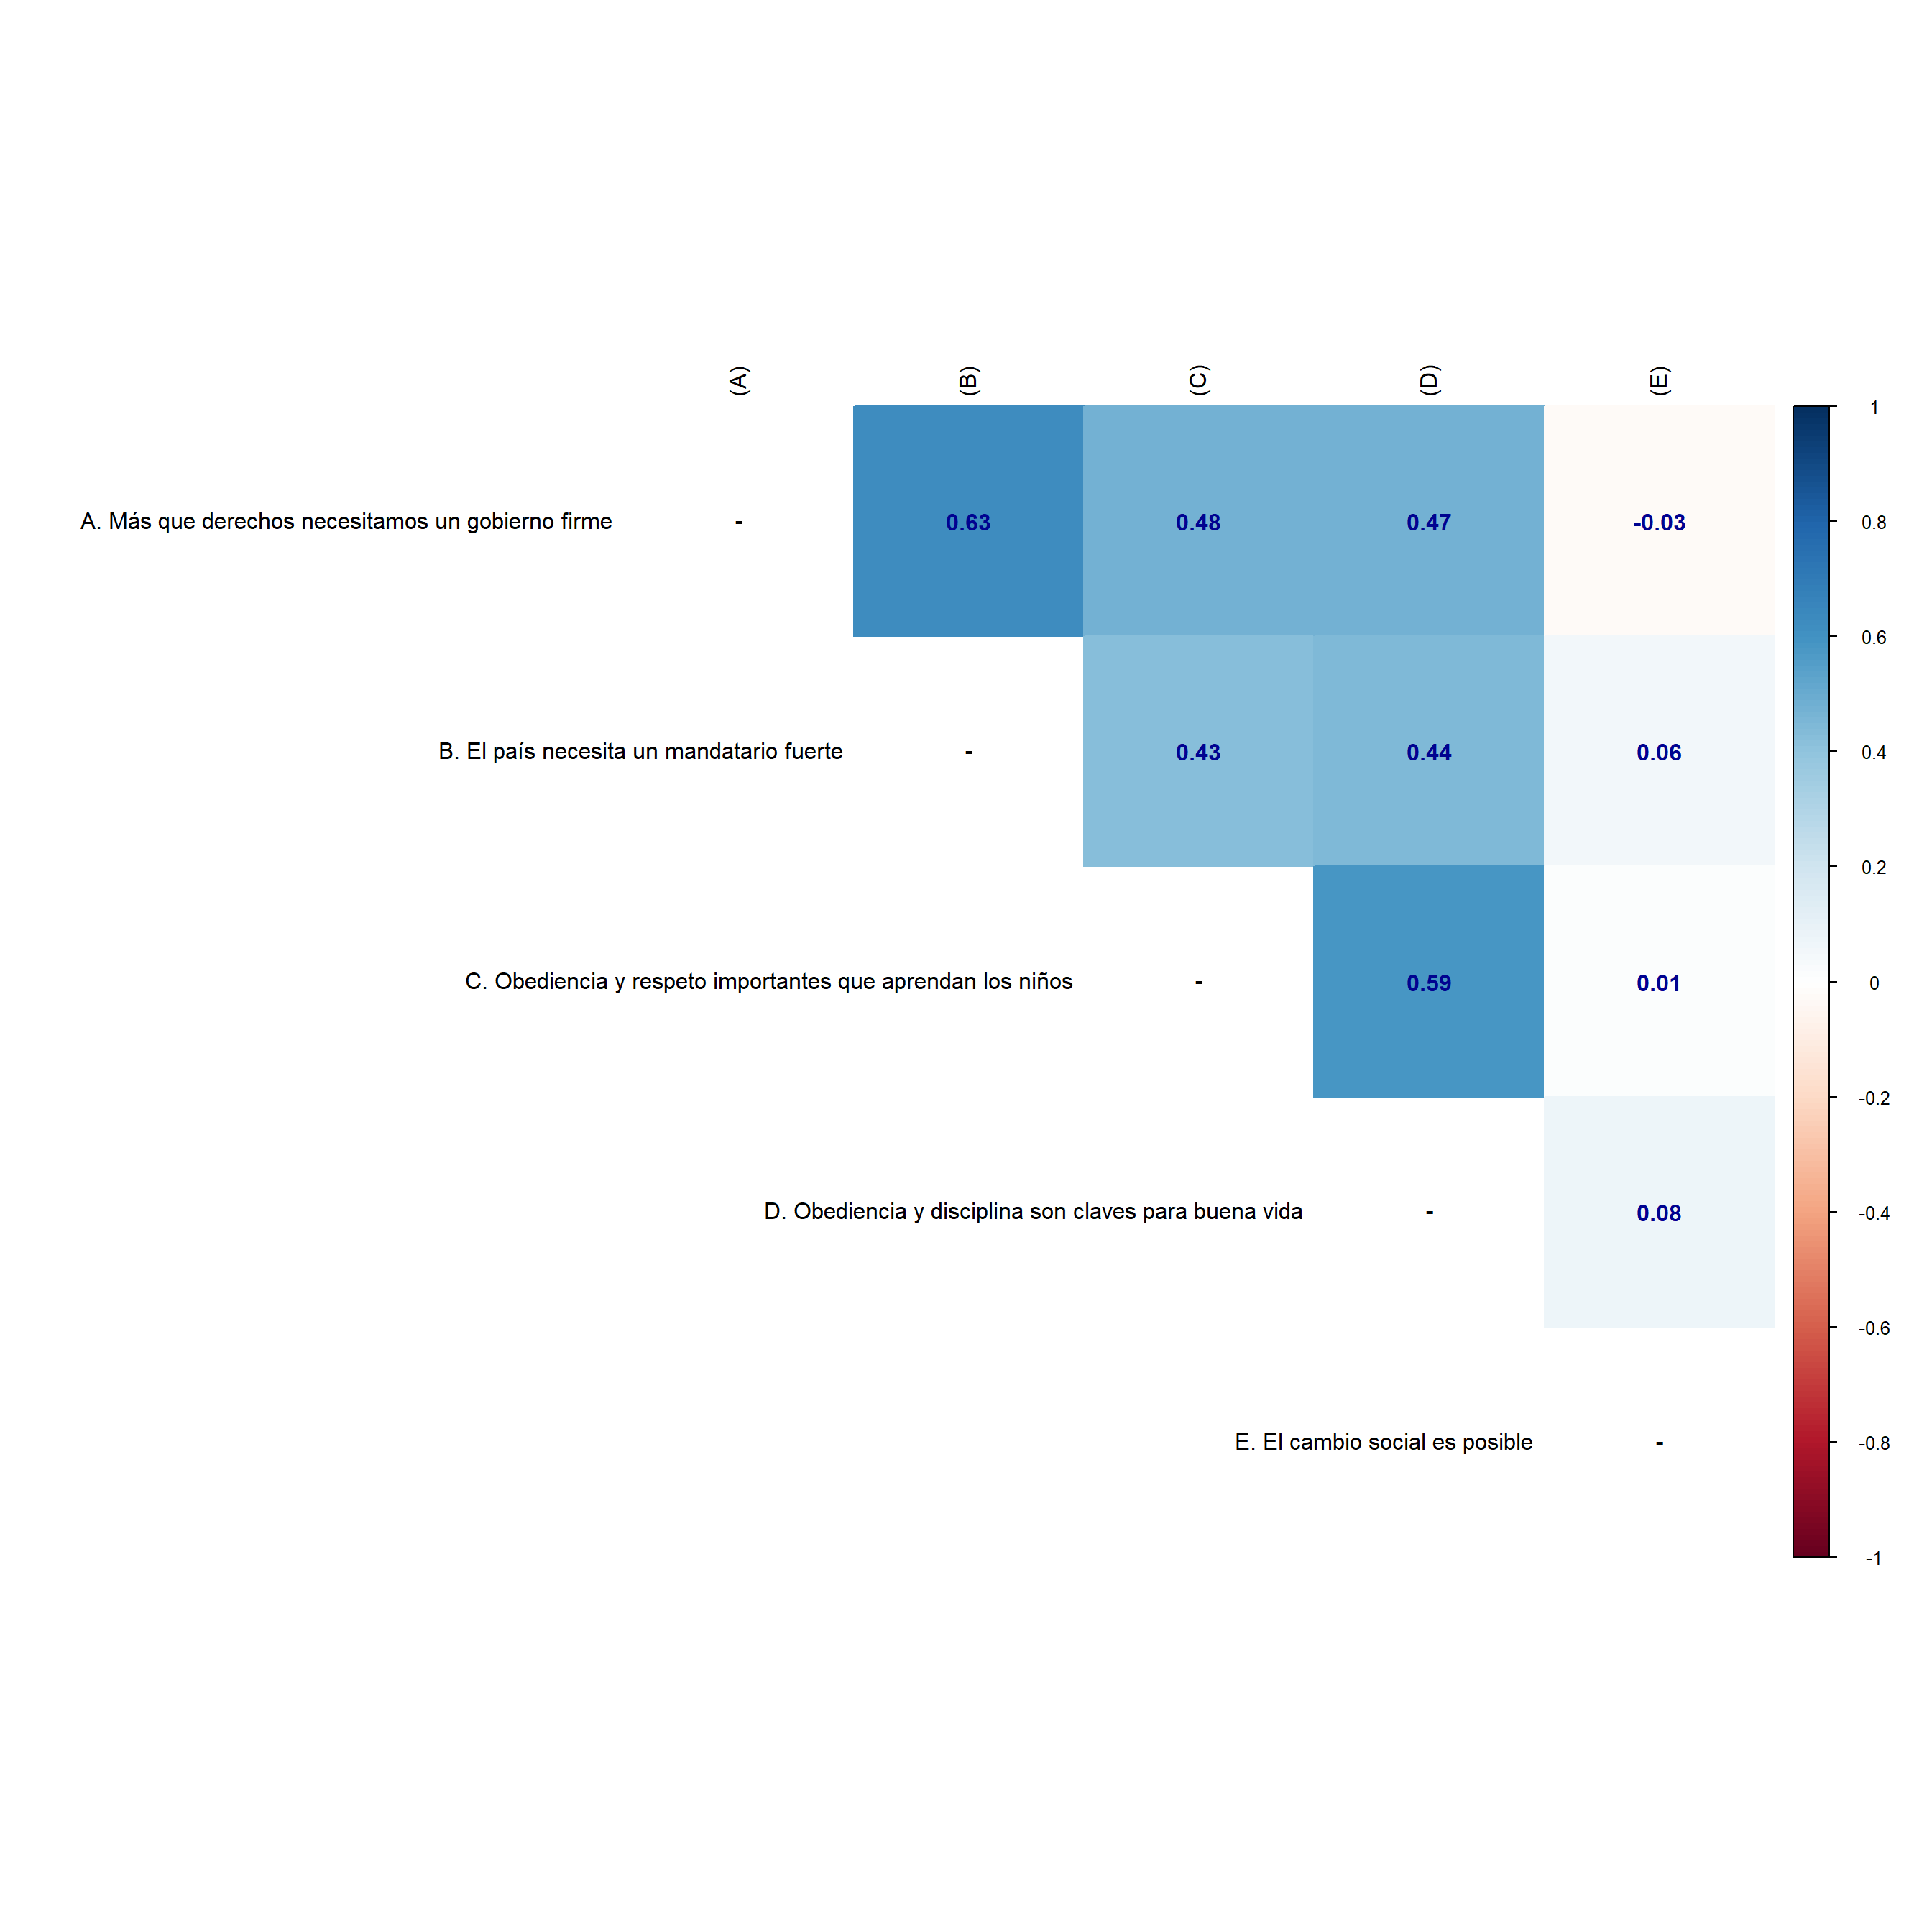 (A) (B) (C) (D) (E)
A. Más que derechos necesitamos un gobierno firme - 0.63 0.48 0.47 -0.03
B. El país necesita un mandatario fuerte - 0.43 0.44 0.06
C. Obediencia y respeto importantes que aprendan los niños - 0.59 0.01
D. Obediencia y disciplina son claves para buena vida - 0.08
E. El cambio social es posible -
1
0.8
0.6
0.4
0.2
0
-0.2
-0.4
-0.6
-0.8
-1